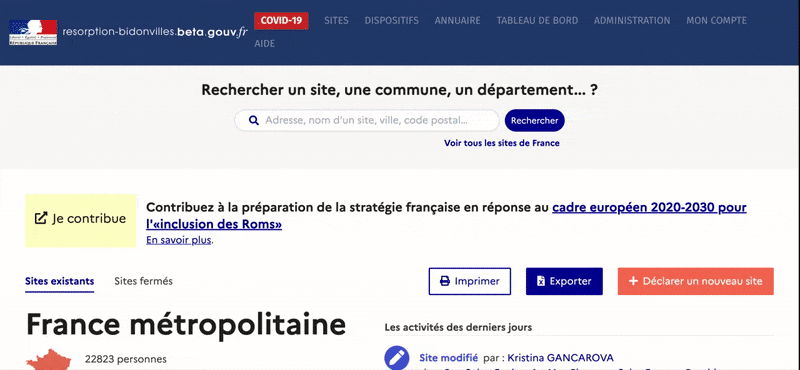 RÉPUBLIQUE FRANÇAISE
resorption-bidonvilles.beta.gouv.fr
COVID-19 SITES DISPOSITIFS ANNUAIRE TABLEAU DE BORD ADMINISTRATION MON COMPTE
AIDE
Rechercher un site, une commune, un département... ?
Adresse, nom d'un site, ville, code postal... Rechercher
Voir tous les sites de France
Je contribue
Contribuez à la préparation de la stratégie française en réponse au cadre européen 2020-2030 pour
l'«inclusion des Roms»
En savoir plus.
Sites existants Sites fermés Imprimer Exporter + Déclarer un nouveau site
France métropolitaine
Les activités des derniers jours
22823 personnes
Site modifié par : Kristina GANCAROVA